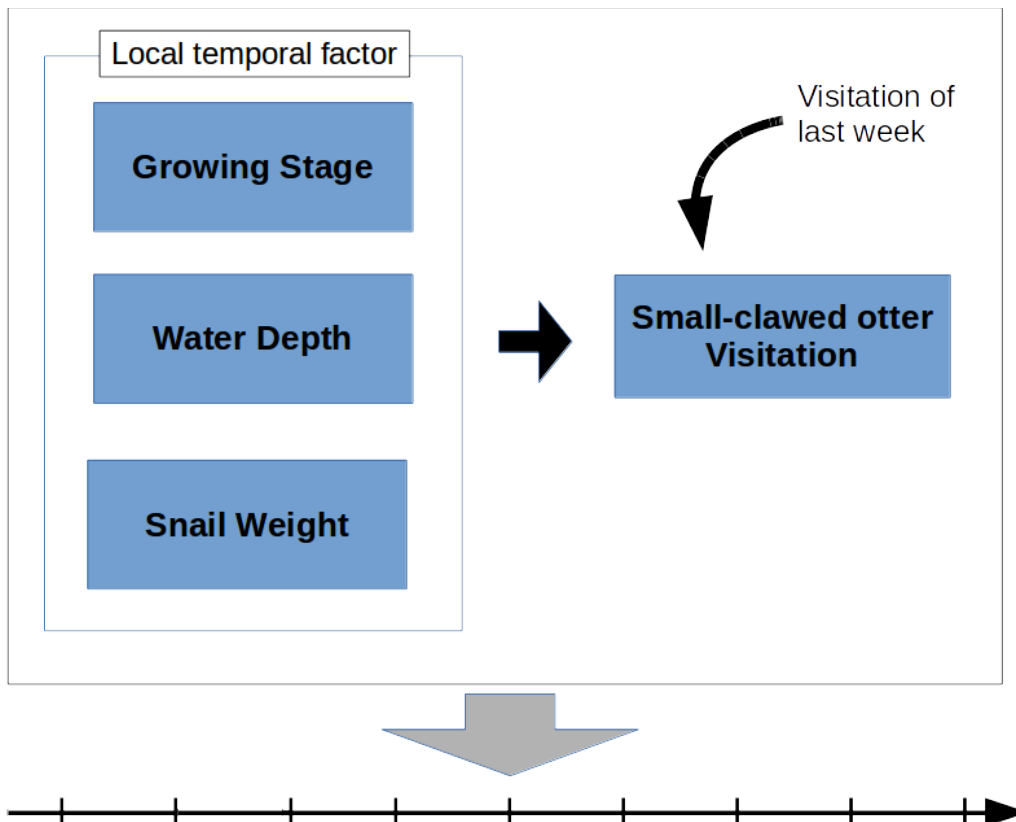 Local temporal factor
Growing Stage
Water Depth
Snail Weight
Visitation of
last week
Small-clawed otter
Visitation